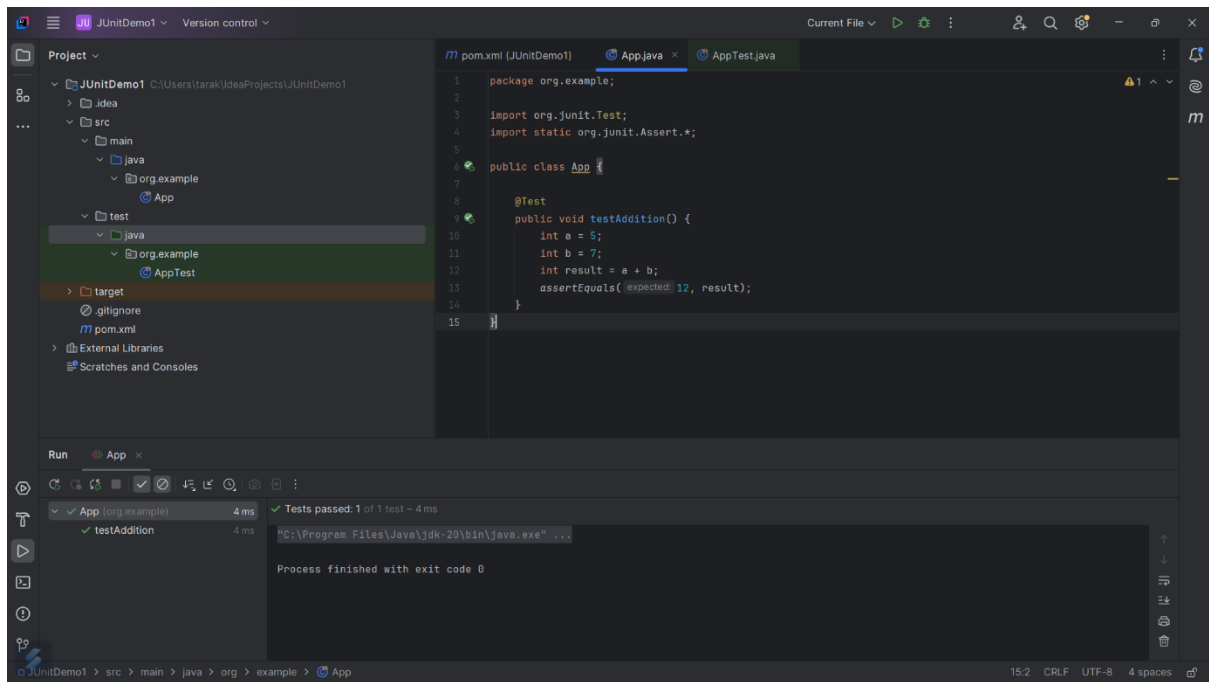 JU JUnitDemo1 Version control Current File
Project
pom.xml (JUnitDemo1) App.java AppTest.java
JUnitDemo1 C:\Users\tarak\IdeaProjects\JUnitDemo1
.idea
src
main
java
org.example
App
test
java
org.example
AppTest
target
.gitignore
m pom.xml
External Libraries
Scratches and Consoles
1 package org.example;
2
3 import org.junit.Test;
4 import static org.junit.Assert.*;
5
6 public class App {
7
8 @Test
9 public void testAddition() {
10 int a = 5;
11 int b = 7;
12 int result = a + b;
13 assertEquals( expected: 12, result);
14 }
15 }
1
m
Run App
App (org.example) 4 ms
testAddition 4 ms
Tests passed: 1 of 1 test – 4 ms
"C:\Program Files\Java\jdk-20\bin\java.exe" ...
Process finished with exit code 0
JUnitDemo1 > src > main > java > org > example > App 15:2 CRLF UTF-8 4 spaces